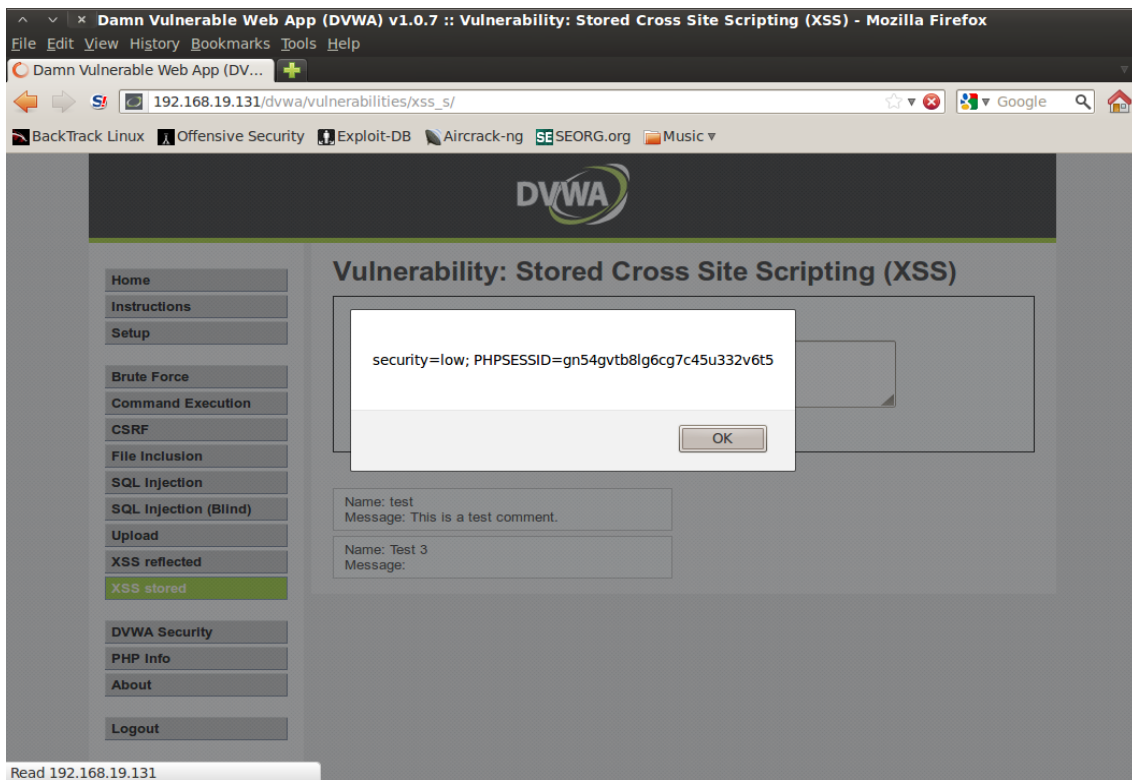 Damn Vulnerable Web App (DVWA) v1.0.7 :: Vulnerability: Stored Cross Site Scripting (XSS) - Mozilla Firefox
File Edit View History Bookmarks Tools Help
Damn Vulnerable Web App (DV...
192.168.19.131/dvwa/vulnerabilities/xss_s/
Google
BackTrack Linux Offensive Security Exploit-DB Aircrack-ng SE SEORG.org Music
DVWA
Home
Instructions
Setup
Brute Force
Command Execution
CSRF
File Inclusion
SQL Injection
SQL Injection (Blind)
Upload
XSS reflected
XSS stored
DVWA Security
PHP Info
About
Logout
Vulnerability: Stored Cross Site Scripting (XSS)
security=low; PHPSESSID=gn54gvtb8lg6cg7c45u332v6t5
OK
Name: test
Message: This is a test comment.
Name: Test 3
Message:
Read 192.168.19.131